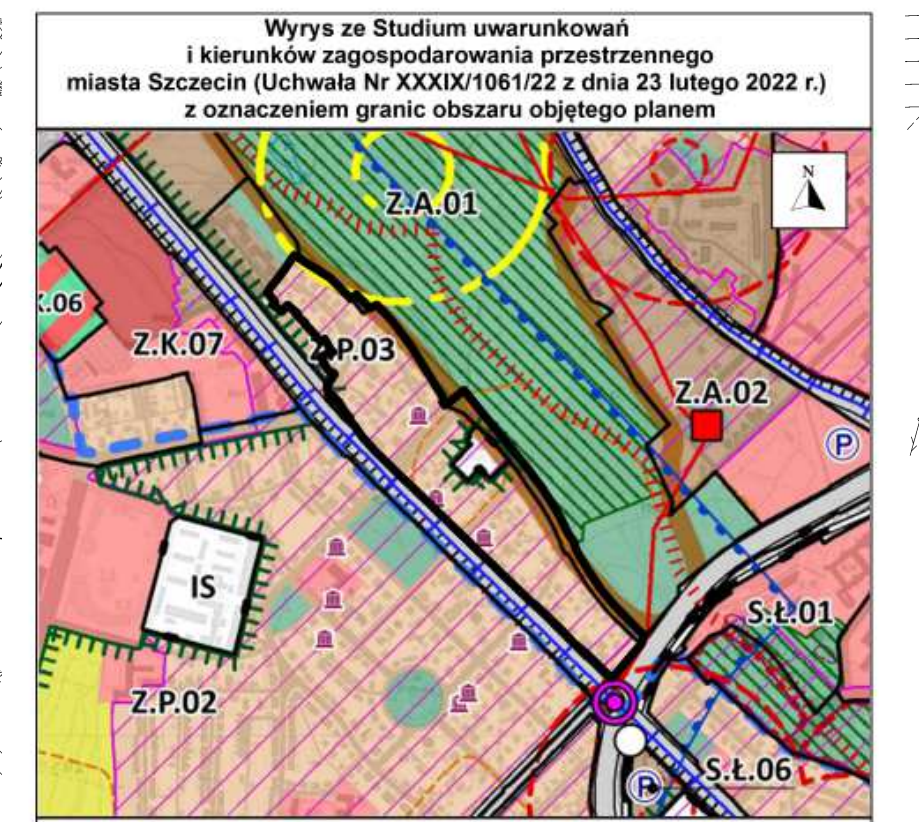 Wyrys ze Studium uwarunkowań
i kierunków zagospodarowania przestrzennego
miasta Szczecin (Uchwała Nr XXXIX/1061/22 z dnia 23 lutego 2022 r.)
z oznaczeniem granic obszaru objętego planem
N
Z.A.01
.06
Z.K.07
P.03
Z.A.02
P
IS
S.Ł.01
Z.P.02
S.Ł.06
P